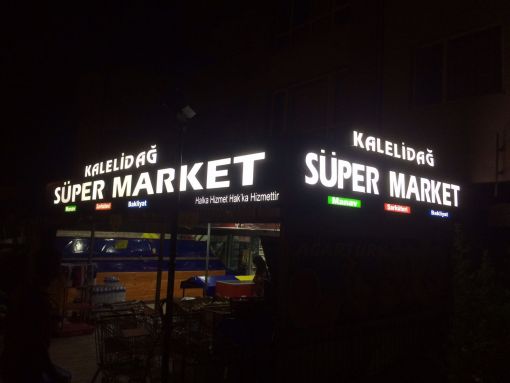 KALELİDAĞ
SÜPER MARKET
Manav Şarküteri Bakliyat
Halka Hizmet Hak'ka Hizmettir
KALELİDAĞ
SÜPER MARKET
Manav Şarküteri Bakliyat